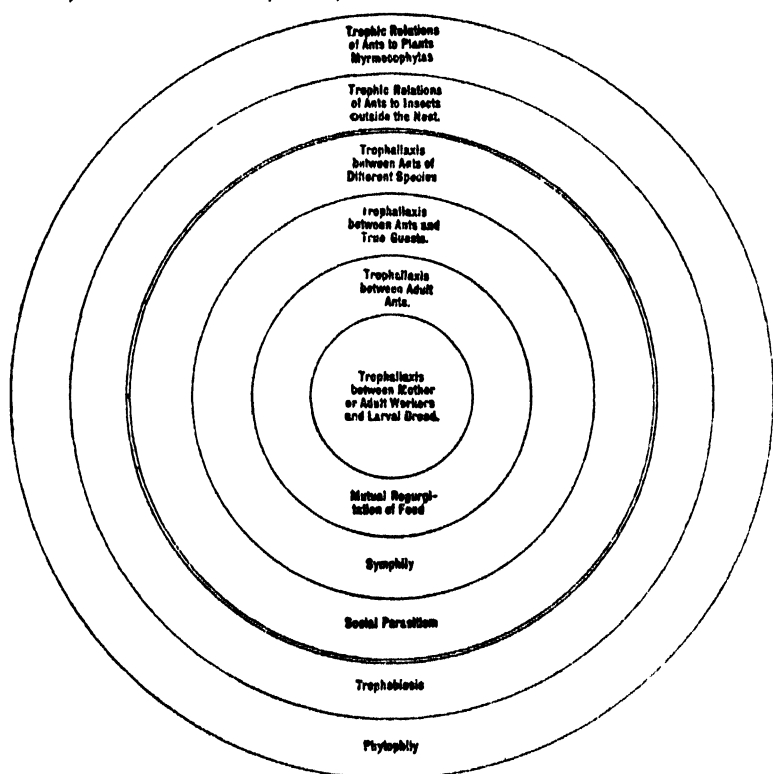 Trophic Relations
of Ants to Plants
Myrmecophytes
Trophic Relations
of Ants to Insects
outside the Nest.
Trophallaxis
between Ants of
Different Species
Trophallaxis
between Ants and
True Guests.
Trophallaxis
between Adult
Ants.
Trophallaxis
between Mother
or Adult Workers
and Larval Brood.
Mutual Regurgi-
tation of Food
Symphily
Social Parasitism
Trophobiosis
Phytophily